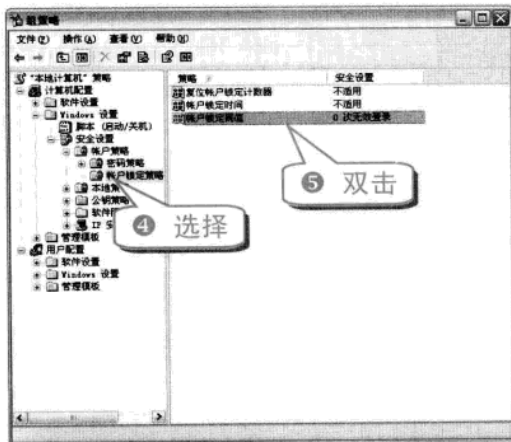 组策略
文件(F) 操作(A) 查看(V) 帮助(H)
"本地计算机" 策略
计算机配置
软件设置
Windows 设置
脚本 (启动/关机)
安全设置
帐户策略
密码策略
帐户锁定策略
本地策
公钥策略
软件
IP 安
管理模板
用户配置
软件设置
Windows 设置
管理模板
策略 安全设置
复位帐户锁定计数器 不适用
帐户锁定时间 不适用
帐户锁定阈值 0 次无效登录
❺ 双击
❹ 选择